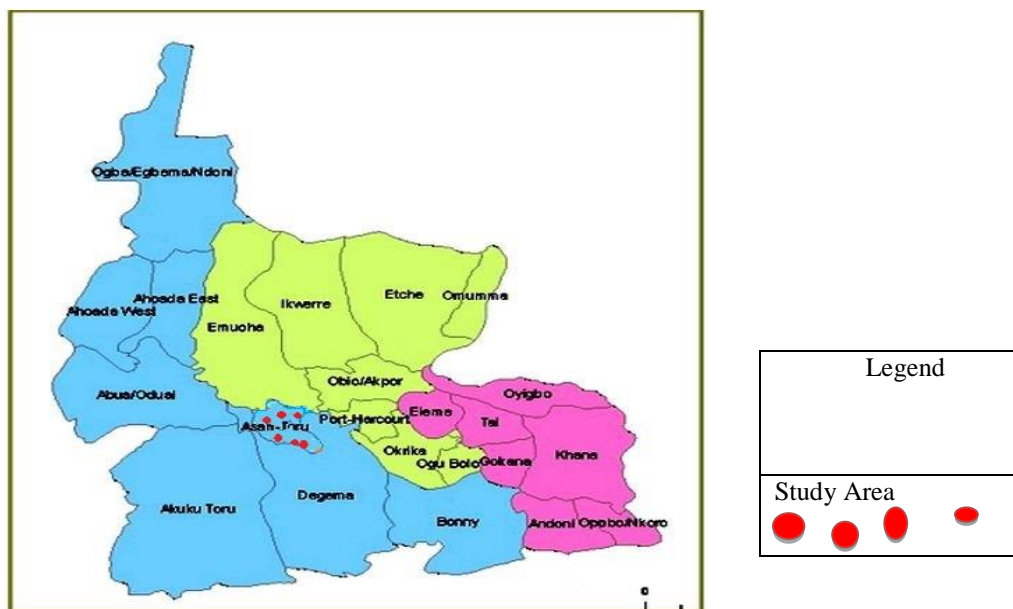 Ogba/Egbema/Ndoni
Ahoada East
Ahoada West
Emuoha
Ikwerre
Etche
Omumma
Abua/Odual
Obio/Akpor
Oyigbo
Eleme
Tai
Asari-Toru
Port-Harcourt
Okrika
Ogu Bolo
Gokana
Khana
Akuku Toru
Degema
Bonny
Andoni
Opobo/Nkoro
0
Legend
Study Area